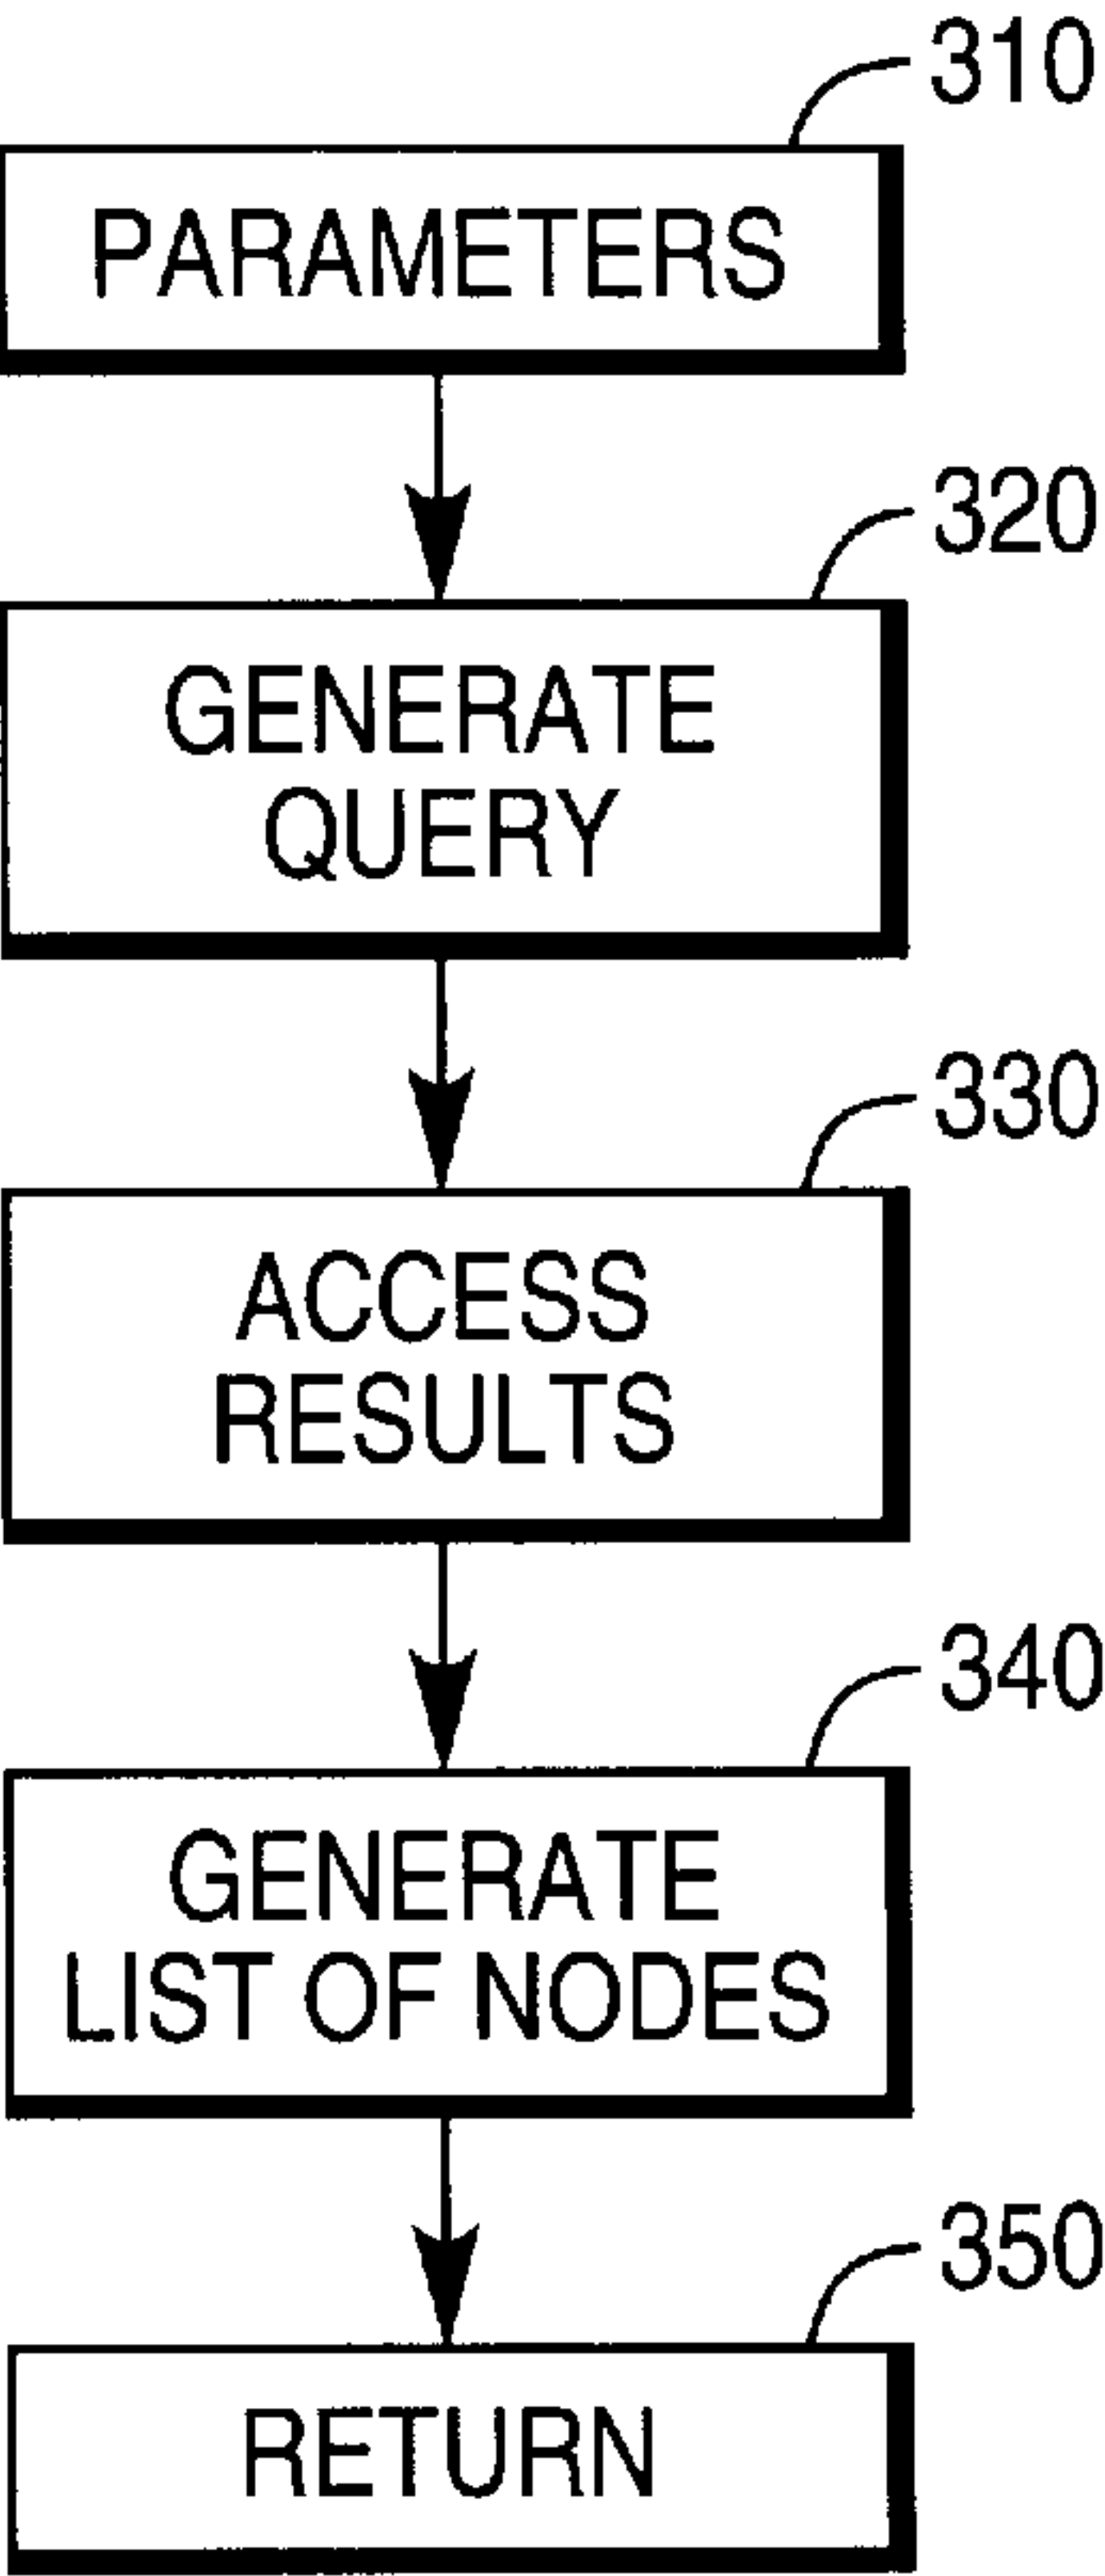 310
PARAMETERS
320
GENERATE
QUERY
330
ACCESS
RESULTS
340
GENERATE
LIST OF NODES
350
RETURN